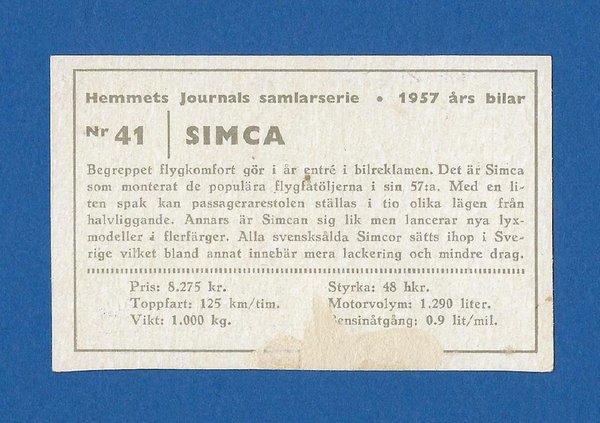 Hemmets Journals samlarserie • 1957 års bilar
Nr 41 SIMCA
Begreppet flygkomfort gör i år entré i bilreklamen. Det är Simca
som monterat de populära flygfåtöljerna i sin 57:a. Med en li-
ten spak kan passagerarestolen ställas i tio olika lägen från
halvliggande. Annars är Simcan sig lik men lancerar nya lyx-
modeller i flerfärger. Alla svensksålda Simcor sätts ihop i Sve-
rige vilket bland annat innebär mera lackering och mindre drag.
Pris: 8.275 kr.
Toppfart: 125 km/tim.
Vikt: 1.000 kg.
Styrka: 48 hkr.
Motorvolym: 1.290 liter.
ensinåtgång: 0.9 lit/mil.